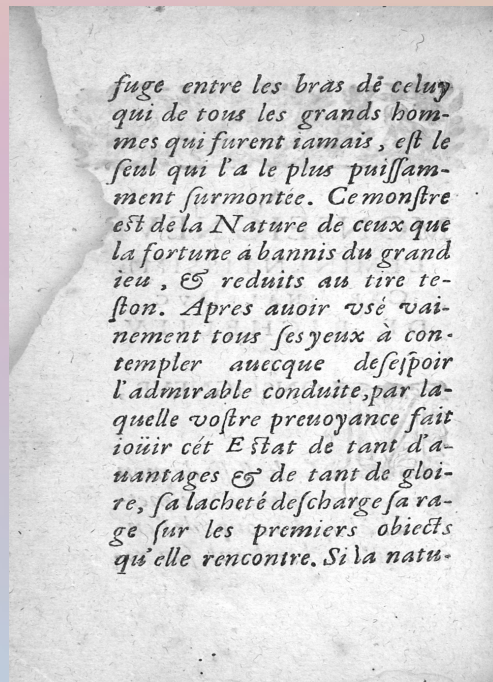 fuge entre les bras de celuy
qui de tous les grands hom-
mes qui furent iamais, eſt le
ſeul qui l'a le plus puiſſam-
ment ſurmontée. Ce monſtre
eſt de la Nature de ceux que
la fortune à bannis du grand
ieu, & reduits au tire te-
ſton. Apres auoir vsé vai-
nement tous ſes yeux à con-
templer auecque deſeſpoir
l'admirable conduite, par la-
quelle voſtre preuoyance fait
ioüir cét Eſtat de tant d'a-
uantages & de tant de gloi-
re, ſa lacheté deſcharge ſa ra-
ge ſur les premiers obiects
qu'elle rencontre. Si la natu-